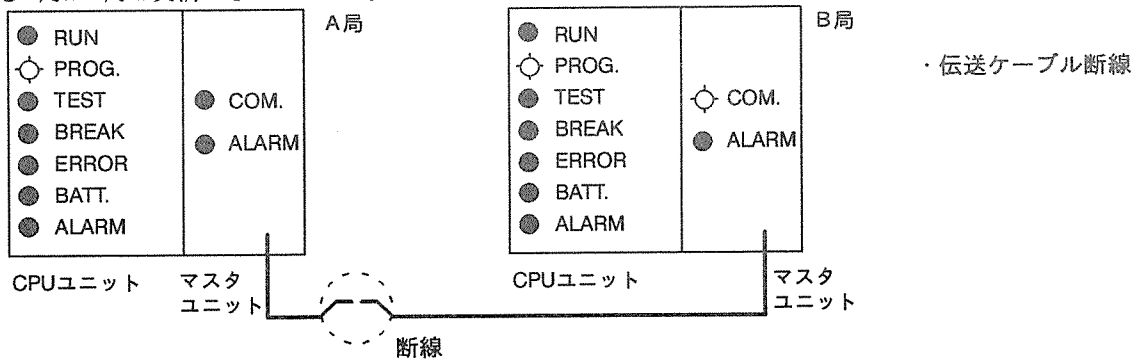 A局
RUN
PROG.
TEST
BREAK
ERROR
BATT.
ALARM
COM.
ALARM
CPUユニット
マスタ
ユニット
B局
RUN
PROG.
TEST
BREAK
ERROR
BATT.
ALARM
COM.
ALARM
CPUユニット
マスタ
ユニット
断線
・伝送ケーブル断線